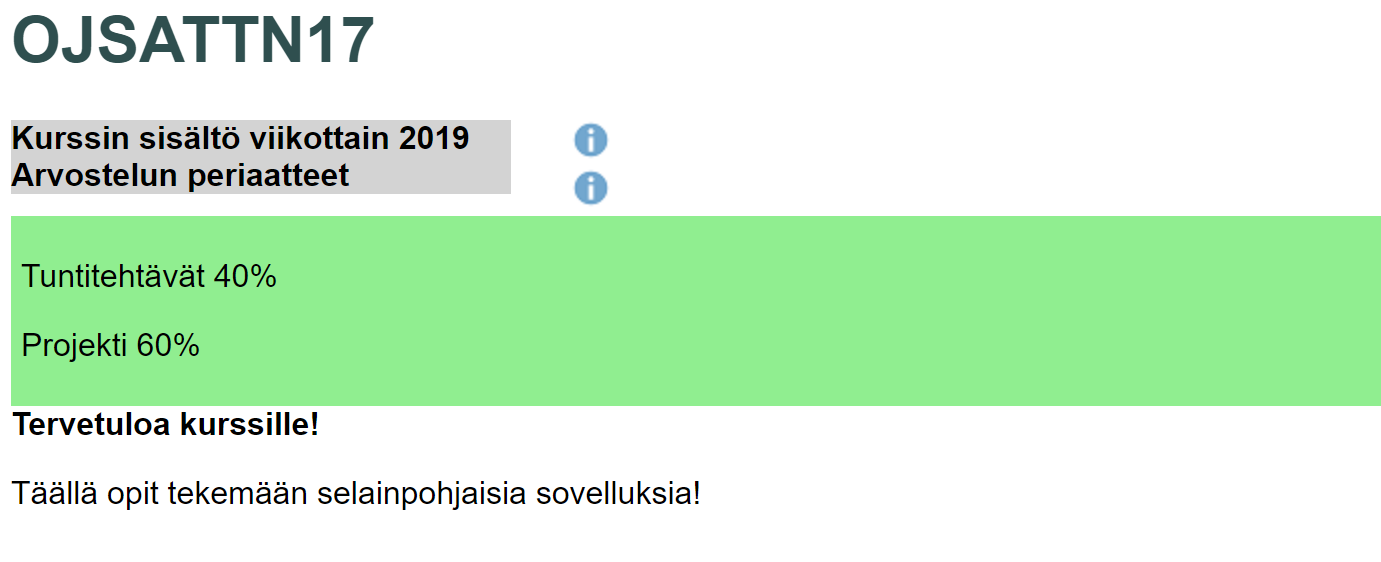 OJSATTN17
Kurssin sisältö viikottain 2019
Arvostelun periaatteet
Tuntitehtävät 40%
Projekti 60%
Tervetuloa kurssille!
Täällä opit tekemään selainpohjaisia sovelluksia!